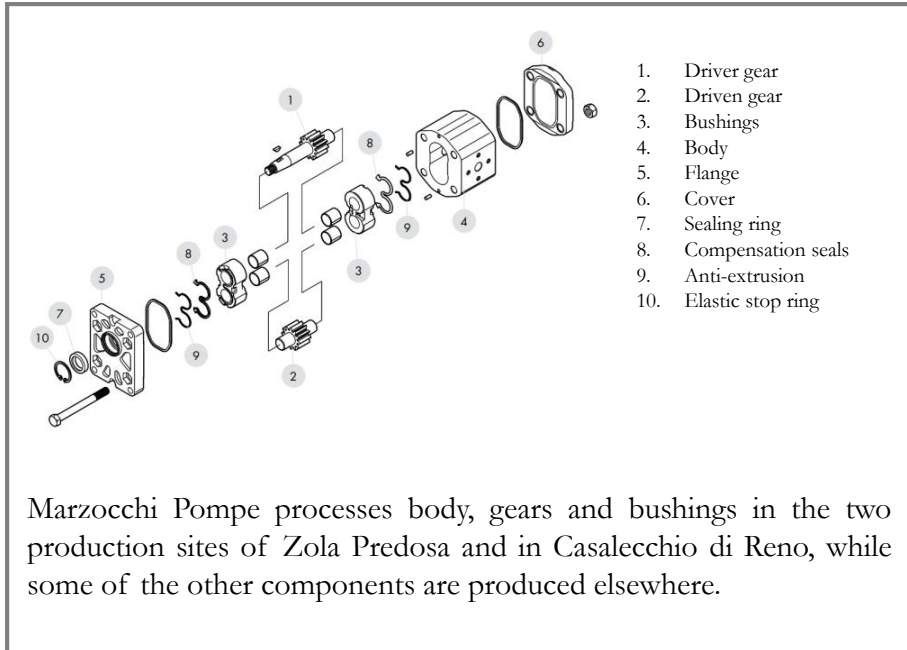 6
1
8
9
4
3
3
8
5
7
10
9
2
1. Driver gear
2. Driven gear
3. Bushings
4. Body
5. Flange
6. Cover
7. Sealing ring
8. Compensation seals
9. Anti-extrusion
10. Elastic stop ring
Marzocchi Pompe processes body, gears and bushings in the two
production sites of Zola Predosa and in Casalecchio di Reno, while
some of the other components are produced elsewhere.